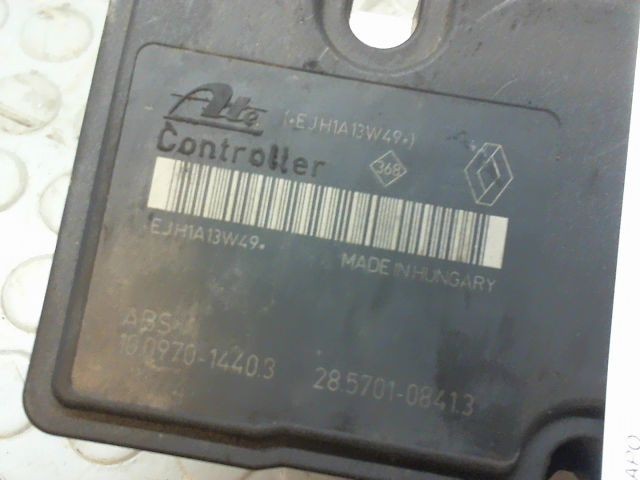 Ate (•EJH1A13W49•)
Controller 368
EJH1A13W49•
MADE IN HUNGARY
ABS
10.0970-1440.3 28.5701-0841.3